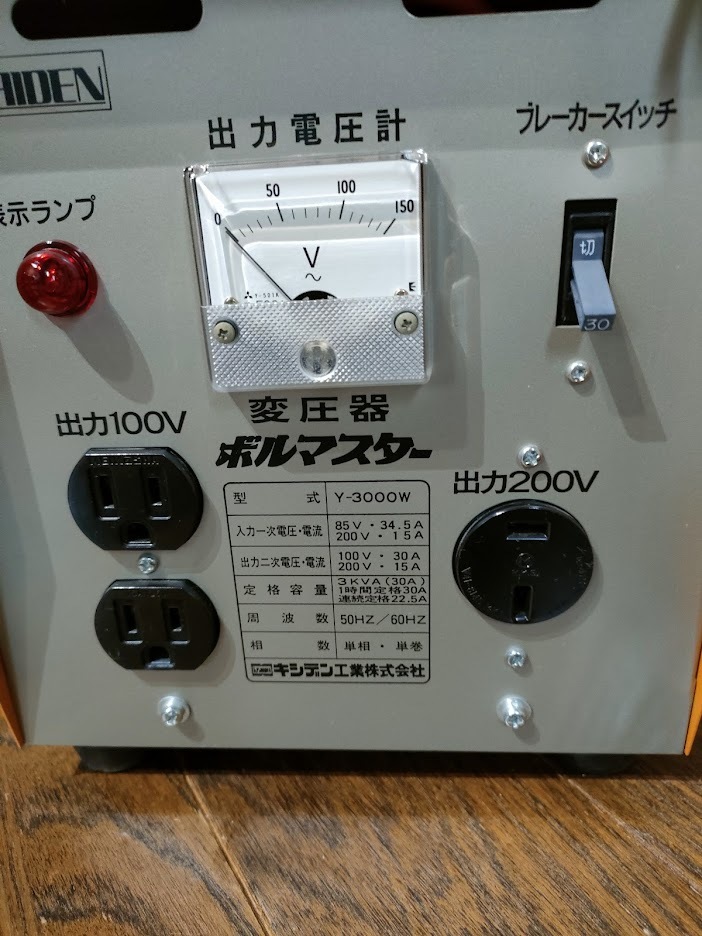 HIDEN
出力電圧計
ブレーカースイッチ
表示ランプ
0 50 100 150
V
切
30
Y-501A
変圧器
ボルマスター
出力100V
出力200V
型式 Y-3000W
入力一次電圧・電流 85V・34.5A
200V・15A
出力二次電圧・電流 100V・30A
200V・15A
定格容量 3KVA(30A)
1時間定格30A
連続定格22.5A
周波数 50HZ/60HZ
相数 単相・単巻
キシデン工業株式会社